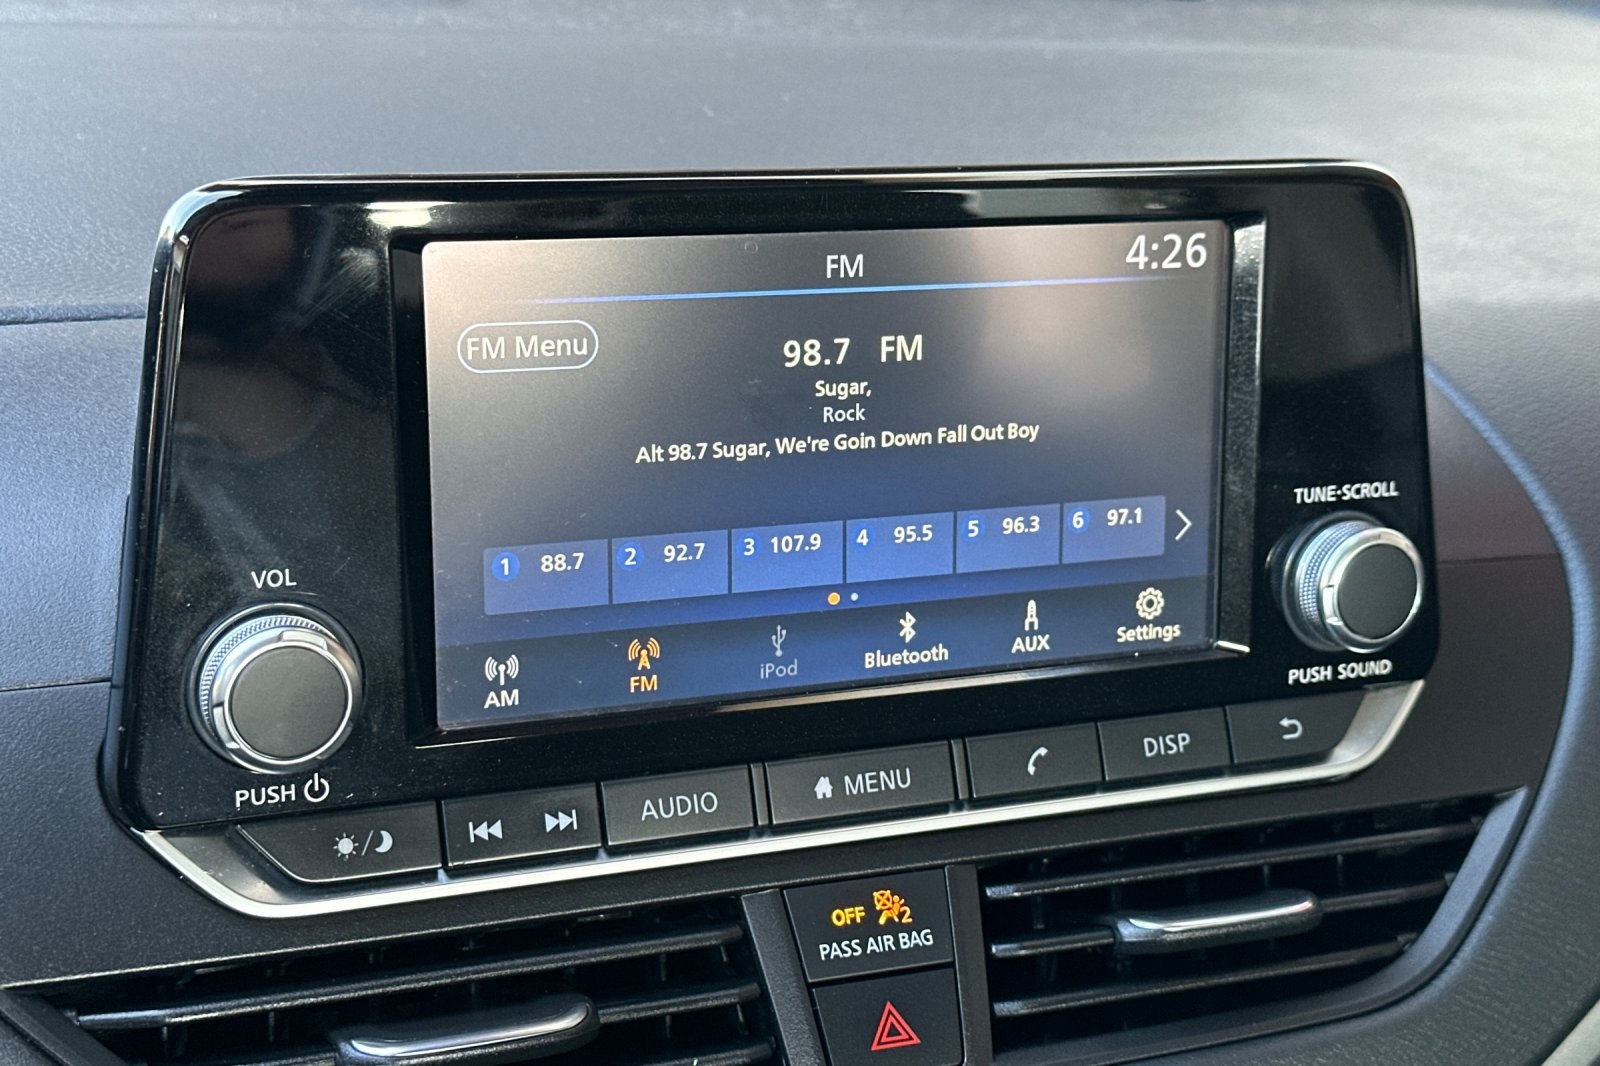 FM
4:26
FM Menu
98.7 FM
Sugar,
Rock
Alt 98.7 Sugar, We're Goin Down Fall Out Boy
1 88.7
2 92.7
3 107.9
4 95.5
5 96.3
6 97.1
AM
FM
iPod
Bluetooth
AUX
Settings
VOL
PUSH
TUNE·SCROLL
PUSH SOUND
AUDIO
MENU
DISP
OFF 2
PASS AIR BAG